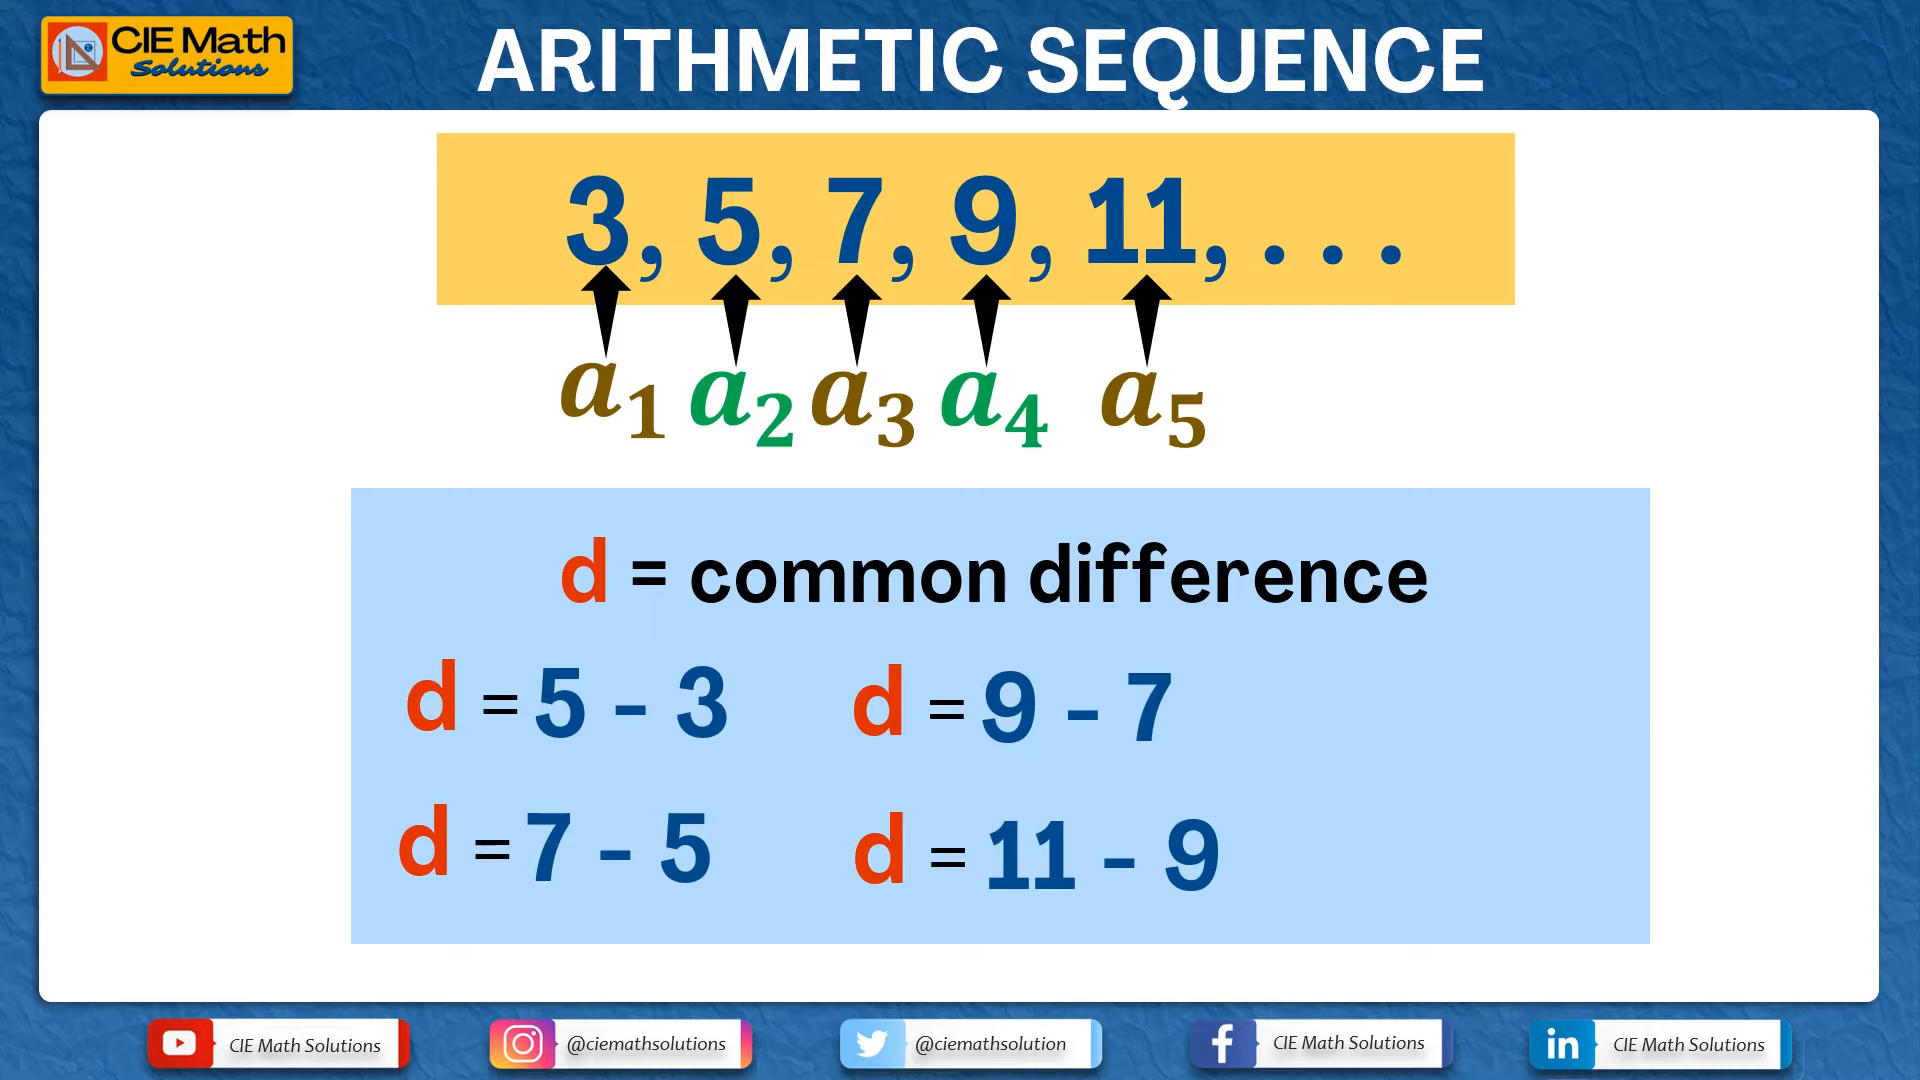 CIE Math
Solutions
ARITHMETIC SEQUENCE
3, 5, 7, 9, 11, . . .
a₁ a₂ a₃ a₄ a₅
d = common difference
d = 5 - 3
d = 9 - 7
d = 7 - 5
d = 11 - 9
CIE Math Solutions
@ciemathsolutions
@ciemathsolution
f CIE Math Solutions
in CIE Math Solutions